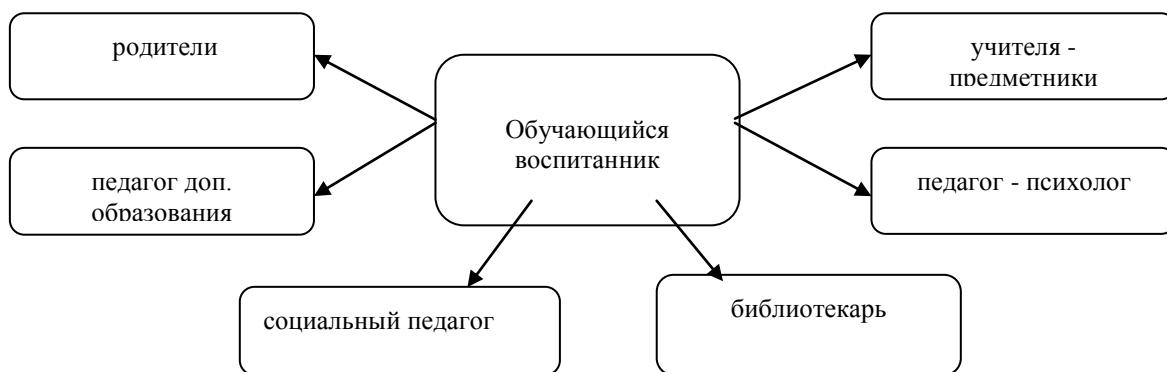 родители
учителя -
предметники
Обучающийся
воспитанник
педагог доп.
образования
педагог - психолог
социальный педагог
библиотекарь